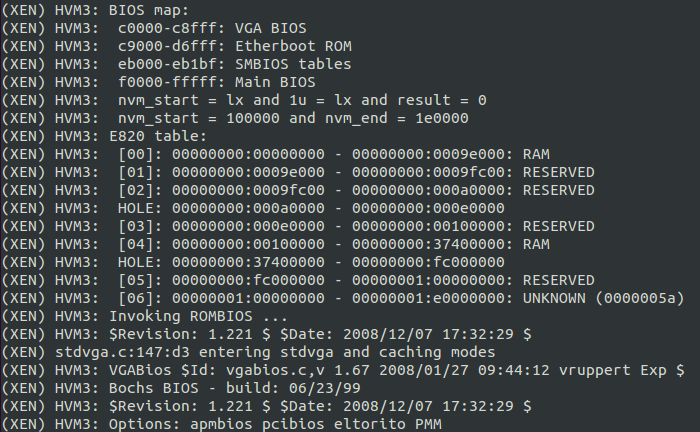 (XEN) HVM3: BIOS map:
(XEN) HVM3:  c0000-c8fff: VGA BIOS
(XEN) HVM3:  c9000-d6fff: Etherboot ROM
(XEN) HVM3:  eb000-eb1bf: SMBIOS tables
(XEN) HVM3:  f0000-fffff: Main BIOS
(XEN) HVM3:  nvm_start = lx and 1u = lx and result = 0
(XEN) HVM3:  nvm_start = 100000 and nvm_end = 1e0000
(XEN) HVM3: E820 table:
(XEN) HVM3:  [00]: 00000000:00000000 - 00000000:0009e000: RAM
(XEN) HVM3:  [01]: 00000000:0009e000 - 00000000:0009fc00: RESERVED
(XEN) HVM3:  [02]: 00000000:0009fc00 - 00000000:000a0000: RESERVED
(XEN) HVM3:  HOLE: 00000000:000a0000 - 00000000:000e0000
(XEN) HVM3:  [03]: 00000000:000e0000 - 00000000:00100000: RESERVED
(XEN) HVM3:  [04]: 00000000:00100000 - 00000000:37400000: RAM
(XEN) HVM3:  HOLE: 00000000:37400000 - 00000000:fc000000
(XEN) HVM3:  [05]: 00000000:fc000000 - 00000001:00000000: RESERVED
(XEN) HVM3:  [06]: 00000001:00000000 - 00000001:e0000000: UNKNOWN (0000005a)
(XEN) HVM3: Invoking ROMBIOS ...
(XEN) HVM3: $Revision: 1.221 $ $Date: 2008/12/07 17:32:29 $
(XEN) stdvga.c:147:d3 entering stdvga and caching modes
(XEN) HVM3: VGABios $Id: vgabios.c,v 1.67 2008/01/27 09:44:12 vruppert Exp $
(XEN) HVM3: Bochs BIOS - build: 06/23/99
(XEN) HVM3: $Revision: 1.221 $ $Date: 2008/12/07 17:32:29 $
(XEN) HVM3: Options: apmbios pcibios eltorito PMM